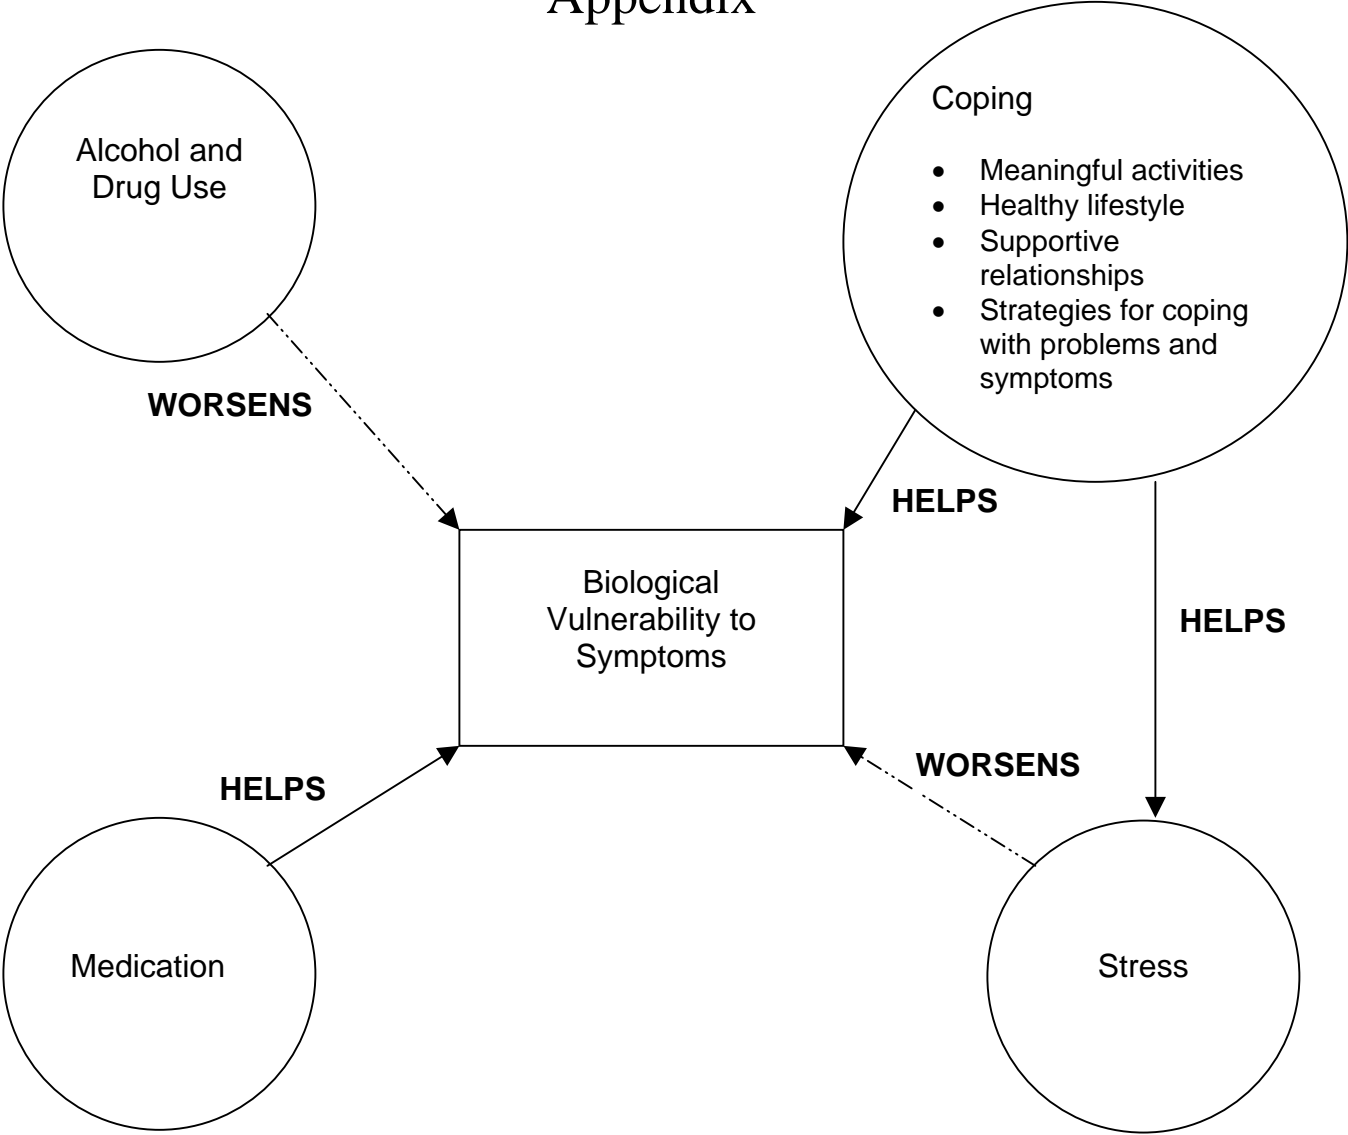 Appendix
Alcohol and
Drug Use
Coping
• Meaningful activities
• Healthy lifestyle
• Supportive
relationships
• Strategies for coping
with problems and
symptoms
WORSENS
HELPS
Biological
Vulnerability to
Symptoms
HELPS
WORSENS
HELPS
Medication
Stress